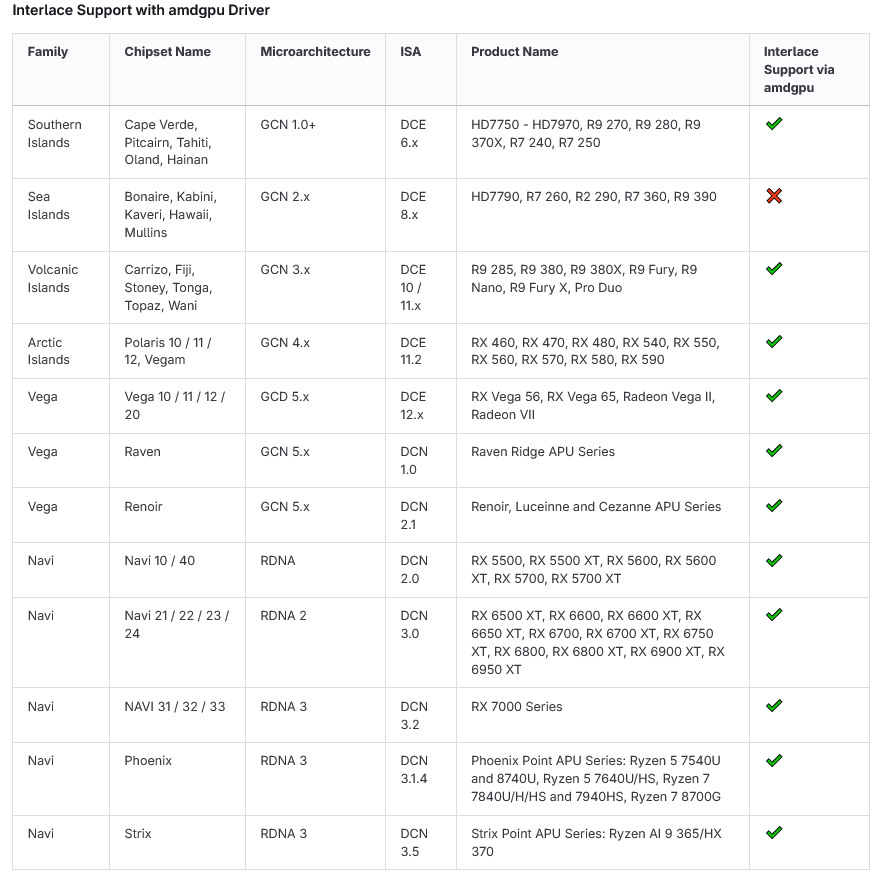 Interlace Support with amdgpu Driver
Family
Chipset Name
Microarchitecture
ISA
Product Name
Interlace
Support via
amdgpu
Southern
Islands
Cape Verde,
Pitcairn, Tahiti,
Oland, Hainan
GCN 1.0+
DCE
6.x
HD7750 - HD7970, R9 270, R9 280, R9
370X, R7 240, R7 250
Sea
Islands
Bonaire, Kabini,
Kaveri, Hawaii,
Mullins
GCN 2.x
DCE
8.x
HD7790, R7 260, R2 290, R7 360, R9 390
Volcanic
Islands
Carrizo, Fiji,
Stoney, Tonga,
Topaz, Wani
GCN 3.x
DCE
10 /
11.x
R9 285, R9 380, R9 380X, R9 Fury, R9
Nano, R9 Fury X, Pro Duo
Arctic
Islands
Polaris 10 / 11 /
12, Vegam
GCN 4.x
DCE
11.2
RX 460, RX 470, RX 480, RX 540, RX 550,
RX 560, RX 570, RX 580, RX 590
Vega
Vega 10 / 11 / 12 /
20
GCD 5.x
DCE
12.x
RX Vega 56, RX Vega 65, Radeon Vega II,
Radeon VII
Vega
Raven
GCN 5.x
DCN
1.0
Raven Ridge APU Series
Vega
Renoir
GCN 5.x
DCN
2.1
Renoir, Luceinne and Cezanne APU Series
Navi
Navi 10 / 40
RDNA
DCN
2.0
RX 5500, RX 5500 XT, RX 5600, RX 5600
XT, RX 5700, RX 5700 XT
Navi
Navi 21 / 22 / 23 /
24
RDNA 2
DCN
3.0
RX 6500 XT, RX 6600, RX 6600 XT, RX
6650 XT, RX 6700, RX 6700 XT, RX 6750
XT, RX 6800, RX 6800 XT, RX 6900 XT, RX
6950 XT
Navi
NAVI 31 / 32 / 33
RDNA 3
DCN
3.2
RX 7000 Series
Navi
Phoenix
RDNA 3
DCN
3.1.4
Phoenix Point APU Series: Ryzen 5 7540U
and 8740U, Ryzen 5 7640U/HS, Ryzen 7
7840U/H/HS and 7940HS, Ryzen 7 8700G
Navi
Strix
RDNA 3
DCN
3.5
Strix Point APU Series: Ryzen AI 9 365/HX
370